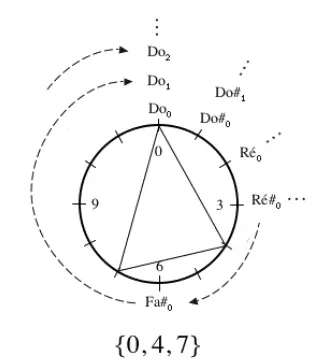 Do₂
Do₁
Do#₁
Do₀
Do#₀
0
Ré₀
9
3
Ré#₀
6
Fa#₀
{0, 4, 7}